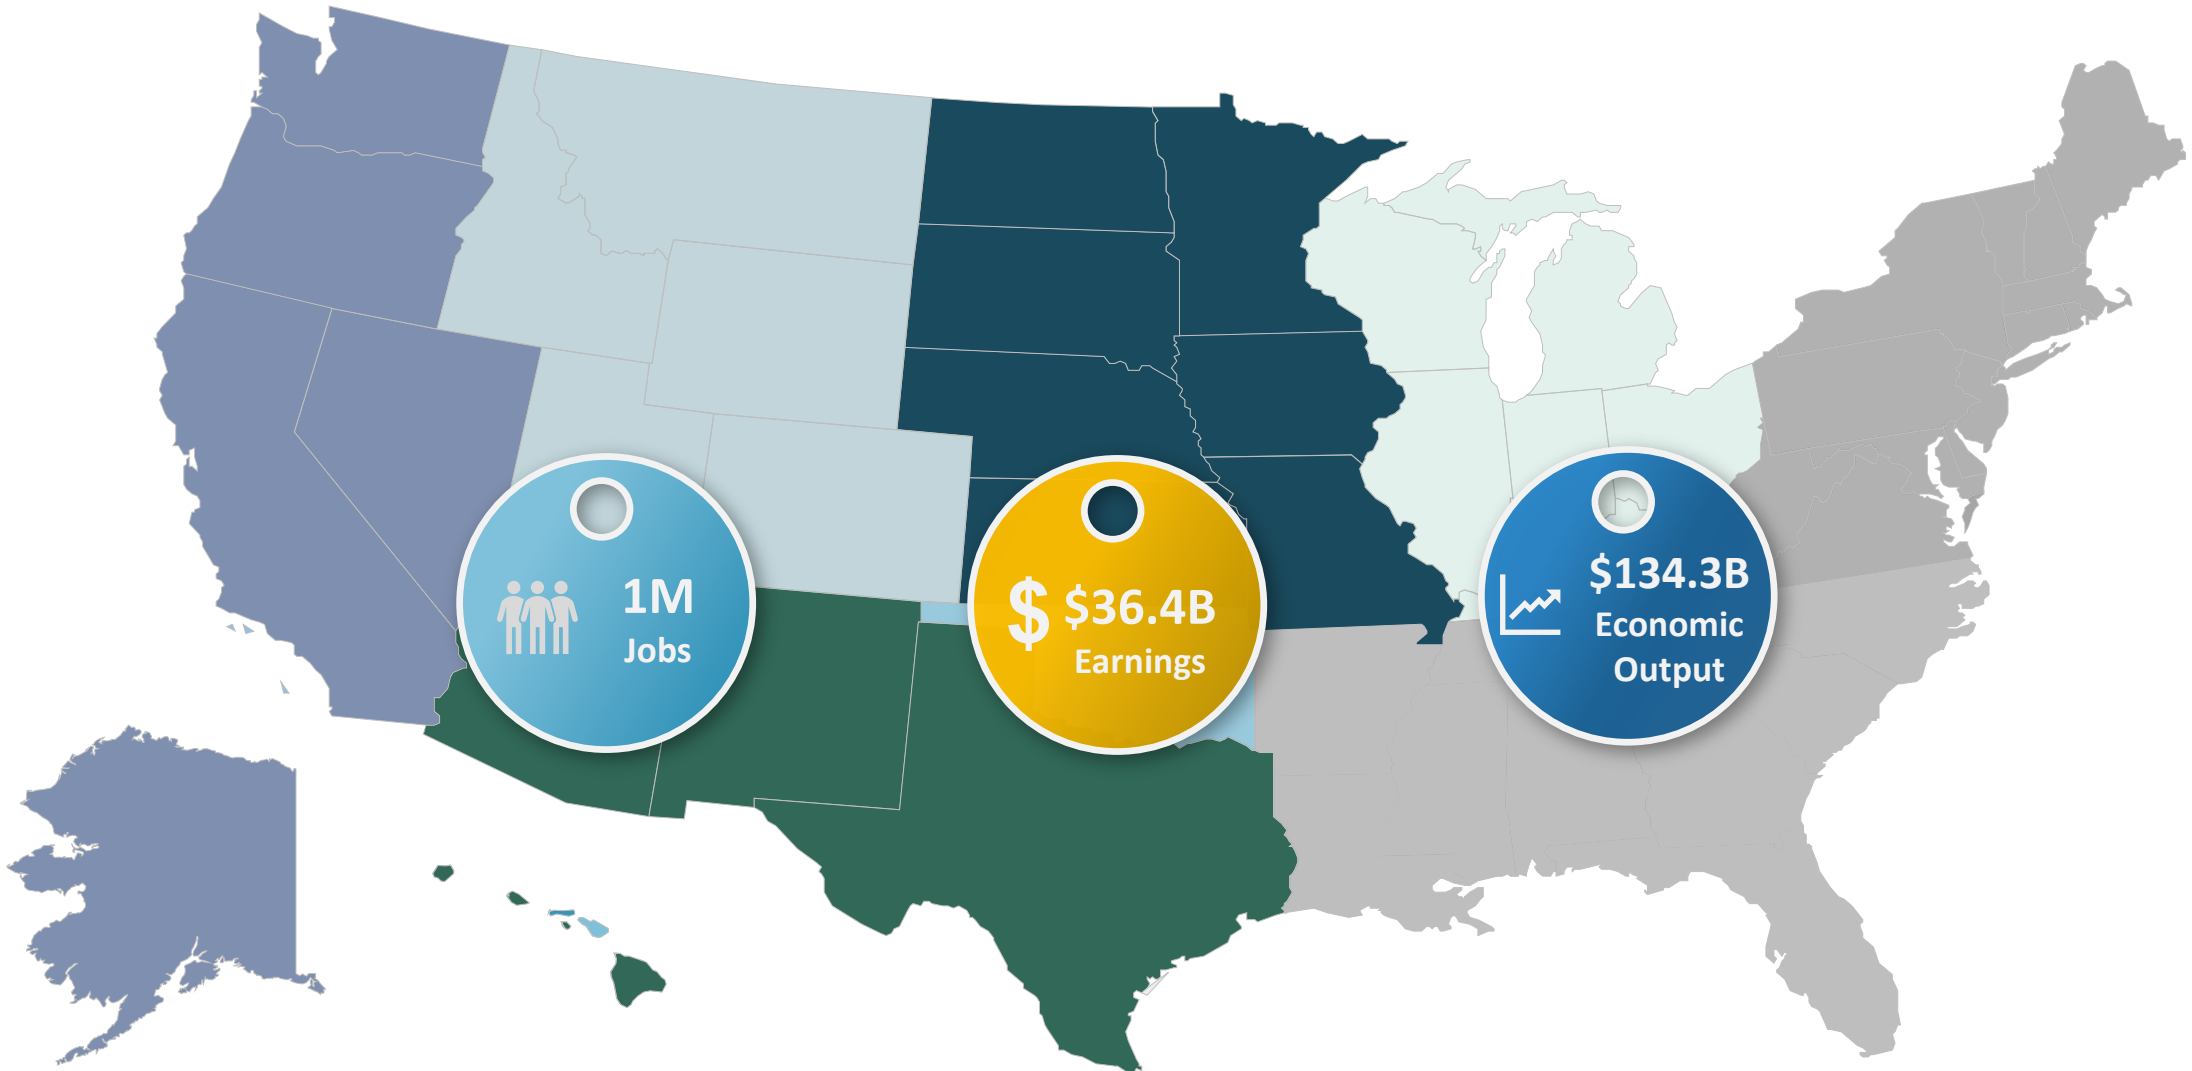 1M
Jobs
$ $36.4B
Earnings
$134.3B
Economic
Output